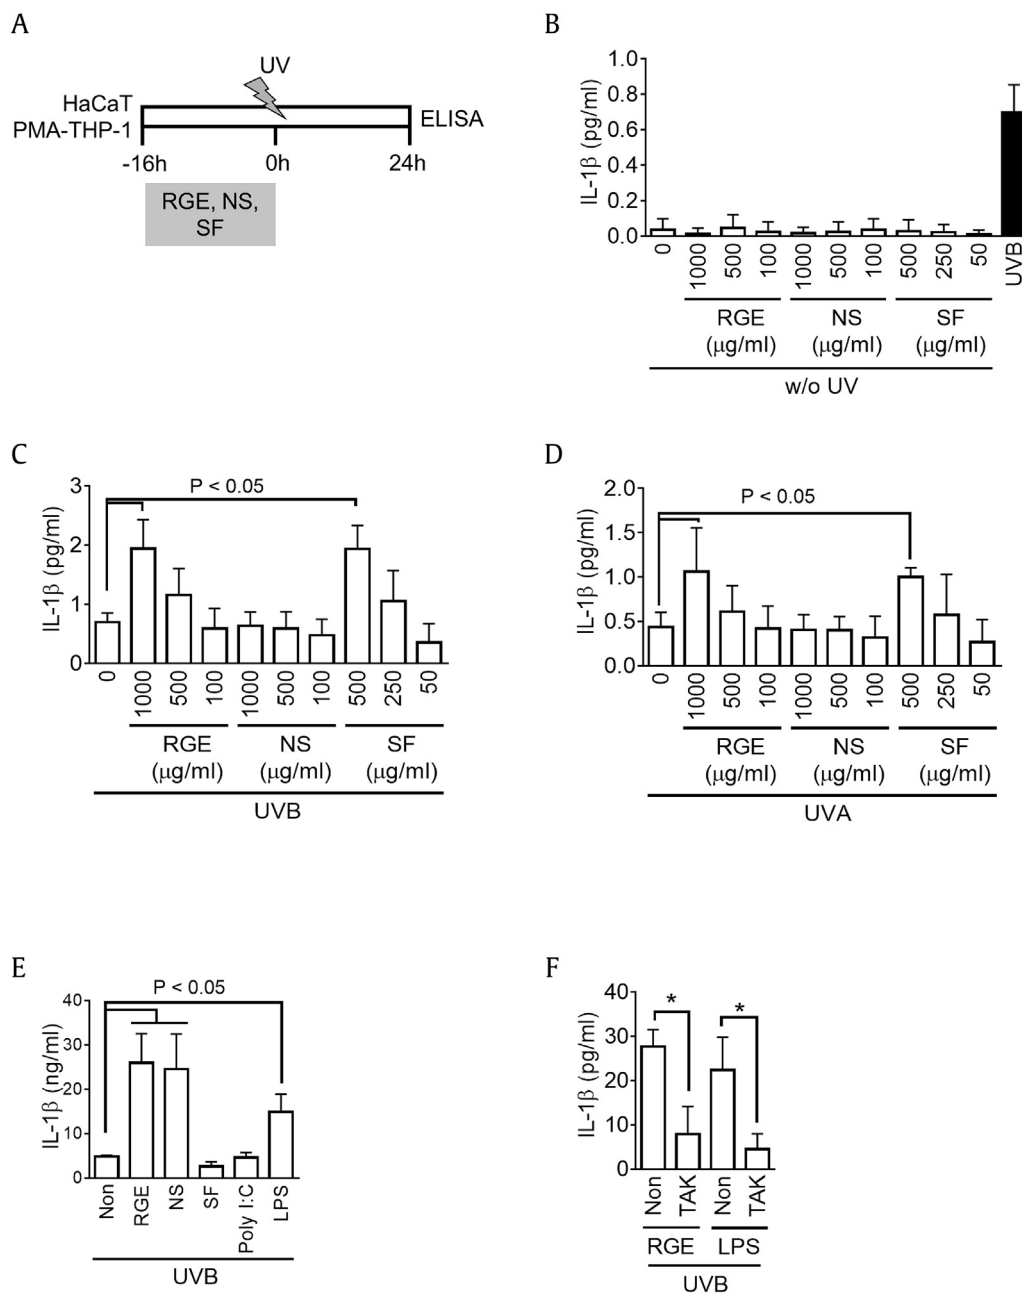 A
UV
HaCaT
PMA-THP-1
ELISA
-16h 0h 24h
RGE, NS,
SF
B
IL-1β (pg/ml)
1.0
0.8
0.6
0.4
0.2
0.0
0 1000 500 100 1000 500 100 500 250 50 UVB
RGE NS SF
(μg/ml) (μg/ml) (μg/ml)
w/o UV
C
P < 0.05
IL-1β (pg/ml)
3
2
1
0
0 1000 500 100 1000 500 100 500 250 50
RGE NS SF
(μg/ml) (μg/ml) (μg/ml)
UVB
D
P < 0.05
IL-1β (pg/ml)
2.0
1.5
1.0
0.5
0.0
0 1000 500 100 1000 500 100 500 250 50
RGE NS SF
(μg/ml) (μg/ml) (μg/ml)
UVA
E
P < 0.05
IL-1β (ng/ml)
40
30
20
10
0
Non RGE NS SF Poly I:C LPS
UVB
F
* *
IL-1β (pg/ml)
40
30
20
10
0
Non TAK Non TAK
RGE LPS
UVB